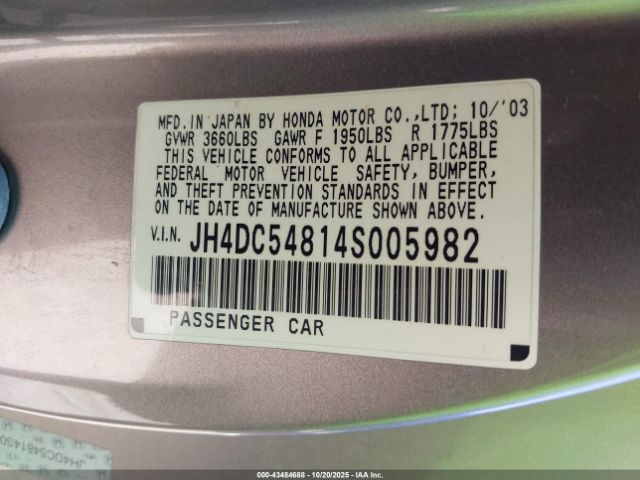 MFD.IN JAPAN BY HONDA MOTOR CO.,LTD; 10/'03
GVWR 3660LBS GAWR F 1950LBS R 1775LBS
THIS VEHICLE CONFORMS TO ALL APPLICABLE
FEDERAL MOTOR VEHICLE SAFETY, BUMPER,
AND THEFT PREVENTION STANDARDS IN EFFECT
ON THE DATE OF MANUFACTURE SHOWN ABOVE.
V.I.N. JH4DC54814S005982
PASSENGER CAR
JH4DC54814S0
000-43484688 - 10/20/2025 - IAA Inc.